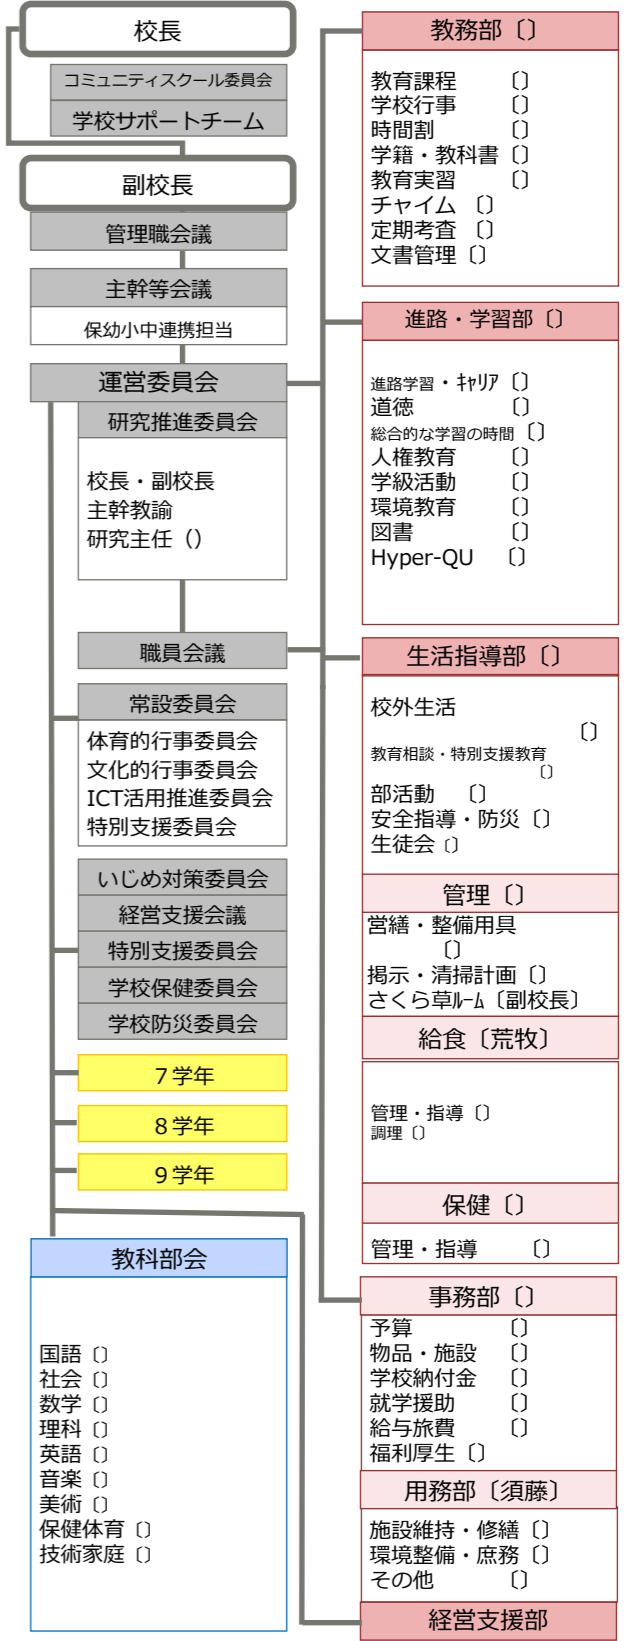 校長
コミュニティスクール委員会
学校サポートチーム
副校長
管理職会議
主幹等会議
保幼小中連携担当
運営委員会
研究推進委員会
校長・副校長
主幹教諭
研究主任（）
職員会議
常設委員会
体育的行事委員会
文化的行事委員会
ICT活用推進委員会
特別支援委員会
いじめ対策委員会
経営支援会議
特別支援委員会
学校保健委員会
学校防災委員会
７学年
８学年
９学年
教科部会
国語〔〕
社会〔〕
数学〔〕
理科〔〕
英語〔〕
音楽〔〕
美術〔〕
保健体育〔〕
技術家庭〔〕
教務部〔〕
教育課程　　〔〕
学校行事　　〔〕
時間割　　　〔〕
学籍・教科書〔〕
教育実習　　〔〕
チャイム　〔〕
定期考査　〔〕
文書管理〔〕
進路・学習部〔〕
進路学習・ｷｬﾘｱ〔〕
道徳　　　　〔〕
総合的な学習の時間〔〕
人権教育　　〔〕
学級活動　　〔〕
環境教育　　〔〕
図書　　　　〔〕
Hyper-QU　〔〕
生活指導部〔〕
校外生活
〔〕
教育相談・特別支援教育
〔〕
部活動　〔〕
安全指導・防災〔〕
生徒会〔〕
管理〔〕
営繕・整備用具
〔〕
掲示・清掃計画〔〕
さくら草ﾙｰﾑ〔副校長〕
給食〔荒牧〕
管理・指導〔〕
調理〔〕
保健〔〕
管理・指導　　〔〕
事務部〔〕
予算　　　　〔〕
物品・施設　〔〕
学校納付金　〔〕
就学援助　　〔〕
給与旅費　　〔〕
福利厚生〔〕
用務部〔須藤〕
施設維持・修繕〔〕
環境整備・庶務〔〕
その他　　　〔〕
経営支援部